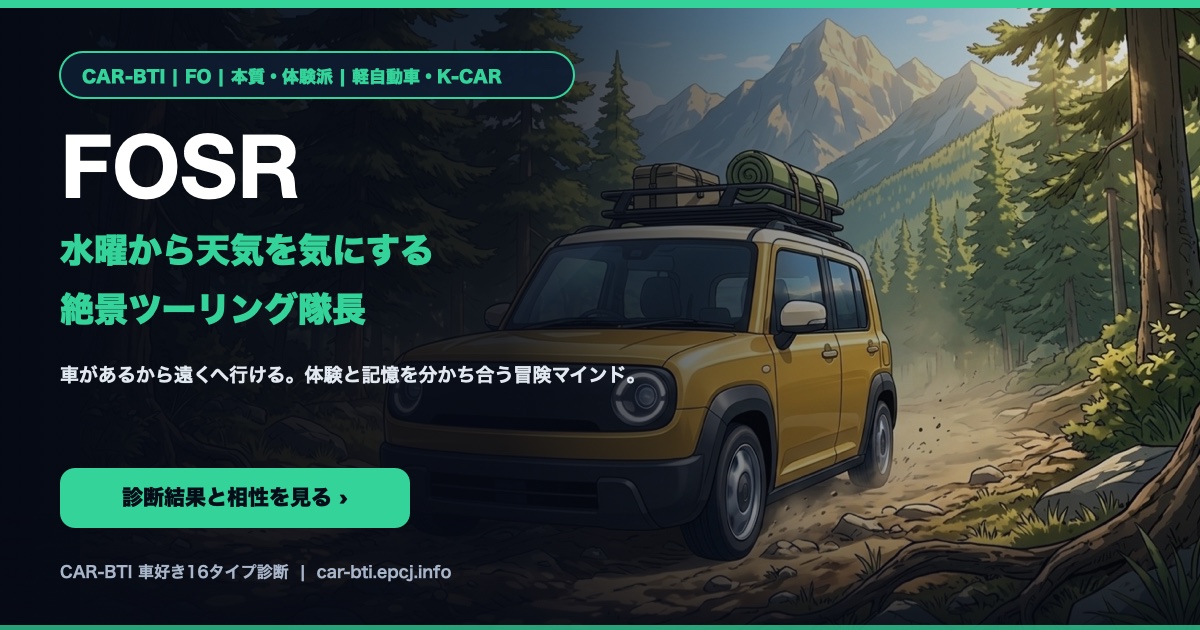 CAR-BTI | FO | 本質・体験派 | 軽自動車・K-CAR
FOSR
水曜から天気を気にする
絶景ツーリング隊長
車があるから遠くへ行ける。体験と記憶を分かち合う冒険マインド。
診断結果と相性を見る ›
CAR-BTI 車好き16タイプ診断 | car-bti.epcj.info